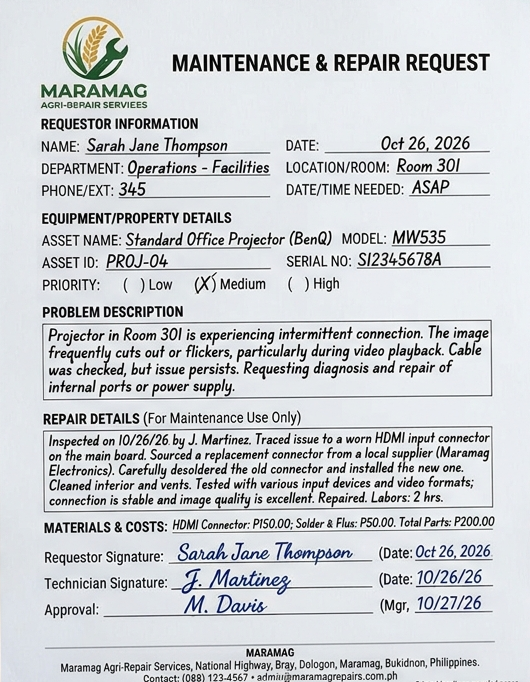 MARAMAG
AGRI-REPAIR SERVICES
MAINTENANCE & REPAIR REQUEST
REQUESTOR INFORMATION
NAME: Sarah Jane Thompson DATE: Oct 26, 2026
DEPARTMENT: Operations - Facilities LOCATION/ROOM: Room 301
PHONE/EXT: 345 DATE/TIME NEEDED: ASAP
EQUIPMENT/PROPERTY DETAILS
ASSET NAME: Standard Office Projector (BenQ) MODEL: MW535
ASSET ID: PROJ-04 SERIAL NO: SI2345678A
PRIORITY: ( ) Low (X) Medium ( ) High
PROBLEM DESCRIPTION
Projector in Room 301 is experiencing intermittent connection. The image
frequently cuts out or flickers, particularly during video playback. Cable
was checked, but issue persists. Requesting diagnosis and repair of
internal ports or power supply.
REPAIR DETAILS (For Maintenance Use Only)
Inspected on 10/26/26 by J. Martinez. Traced issue to a worn HDMI input connector
on the main board. Sourced a replacement connector from a local supplier (Maramag
Electronics). Carefully desoldered the old connector and installed the new one.
Cleaned interior and vents. Tested with various input devices and video formats;
connection is stable and image quality is excellent. Repaired. Labors: 2 hrs.
MATERIALS & COSTS: HDMI Connector: P150.00; Solder & Flus: P50.00. Total Parts: P200.00
Requestor Signature: Sarah Jane Thompson (Date: Oct 26, 2026
Technician Signature: J. Martinez (Date: 10/26/26
Approval: M. Davis (Mgr, 10/27/26
MARAMAG
Maramag Agri-Repair Services, National Highway, Bray, Dologon, Maramag, Bukidnon, Philippines.
Contact: (088) 123-4567 • admin@maramagrepairs.com.ph